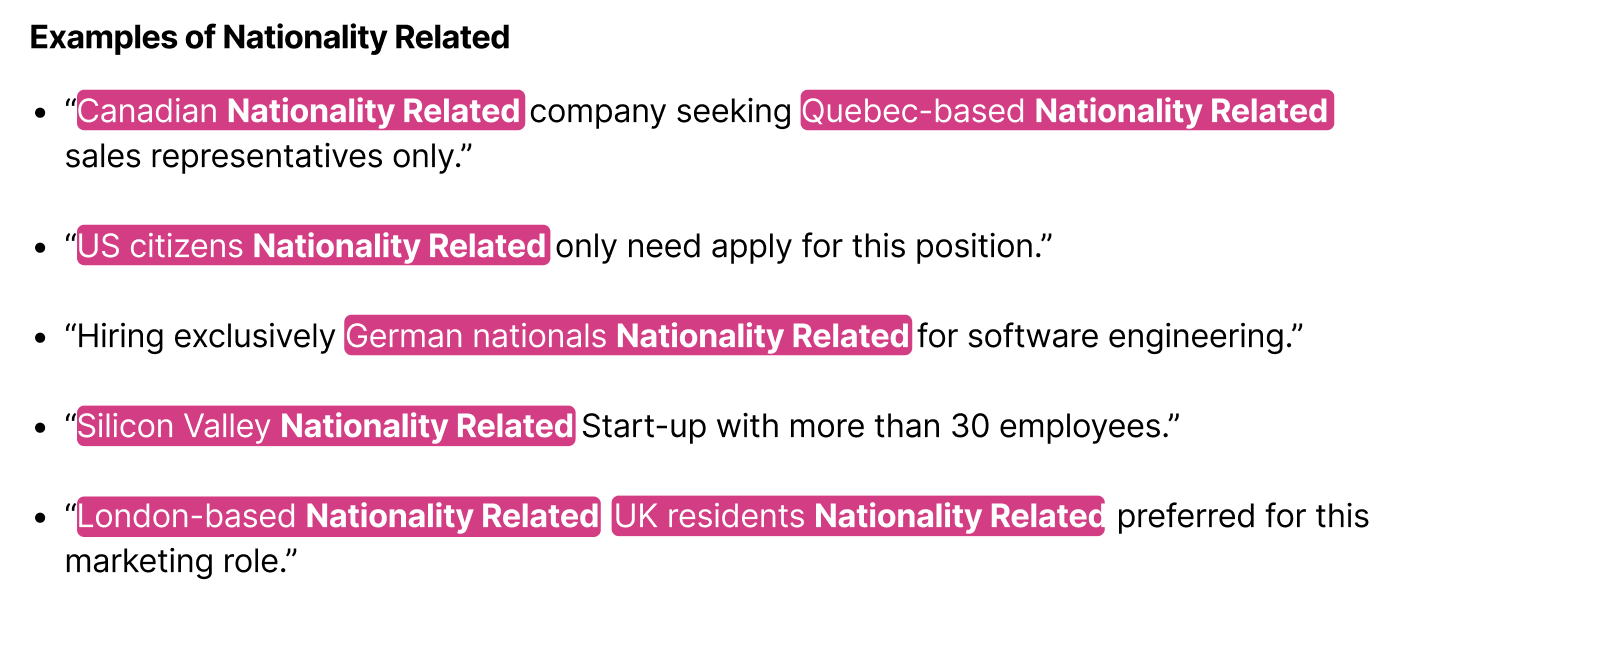 Examples of Nationality Related
• “Canadian Nationality Related company seeking Quebec-based Nationality Related
sales representatives only.”
• “US citizens Nationality Related only need apply for this position.”
• “Hiring exclusively German nationals Nationality Related for software engineering.”
• “Silicon Valley Nationality Related Start-up with more than 30 employees.”
• “London-based Nationality Related UK residents Nationality Related preferred for this
marketing role.”